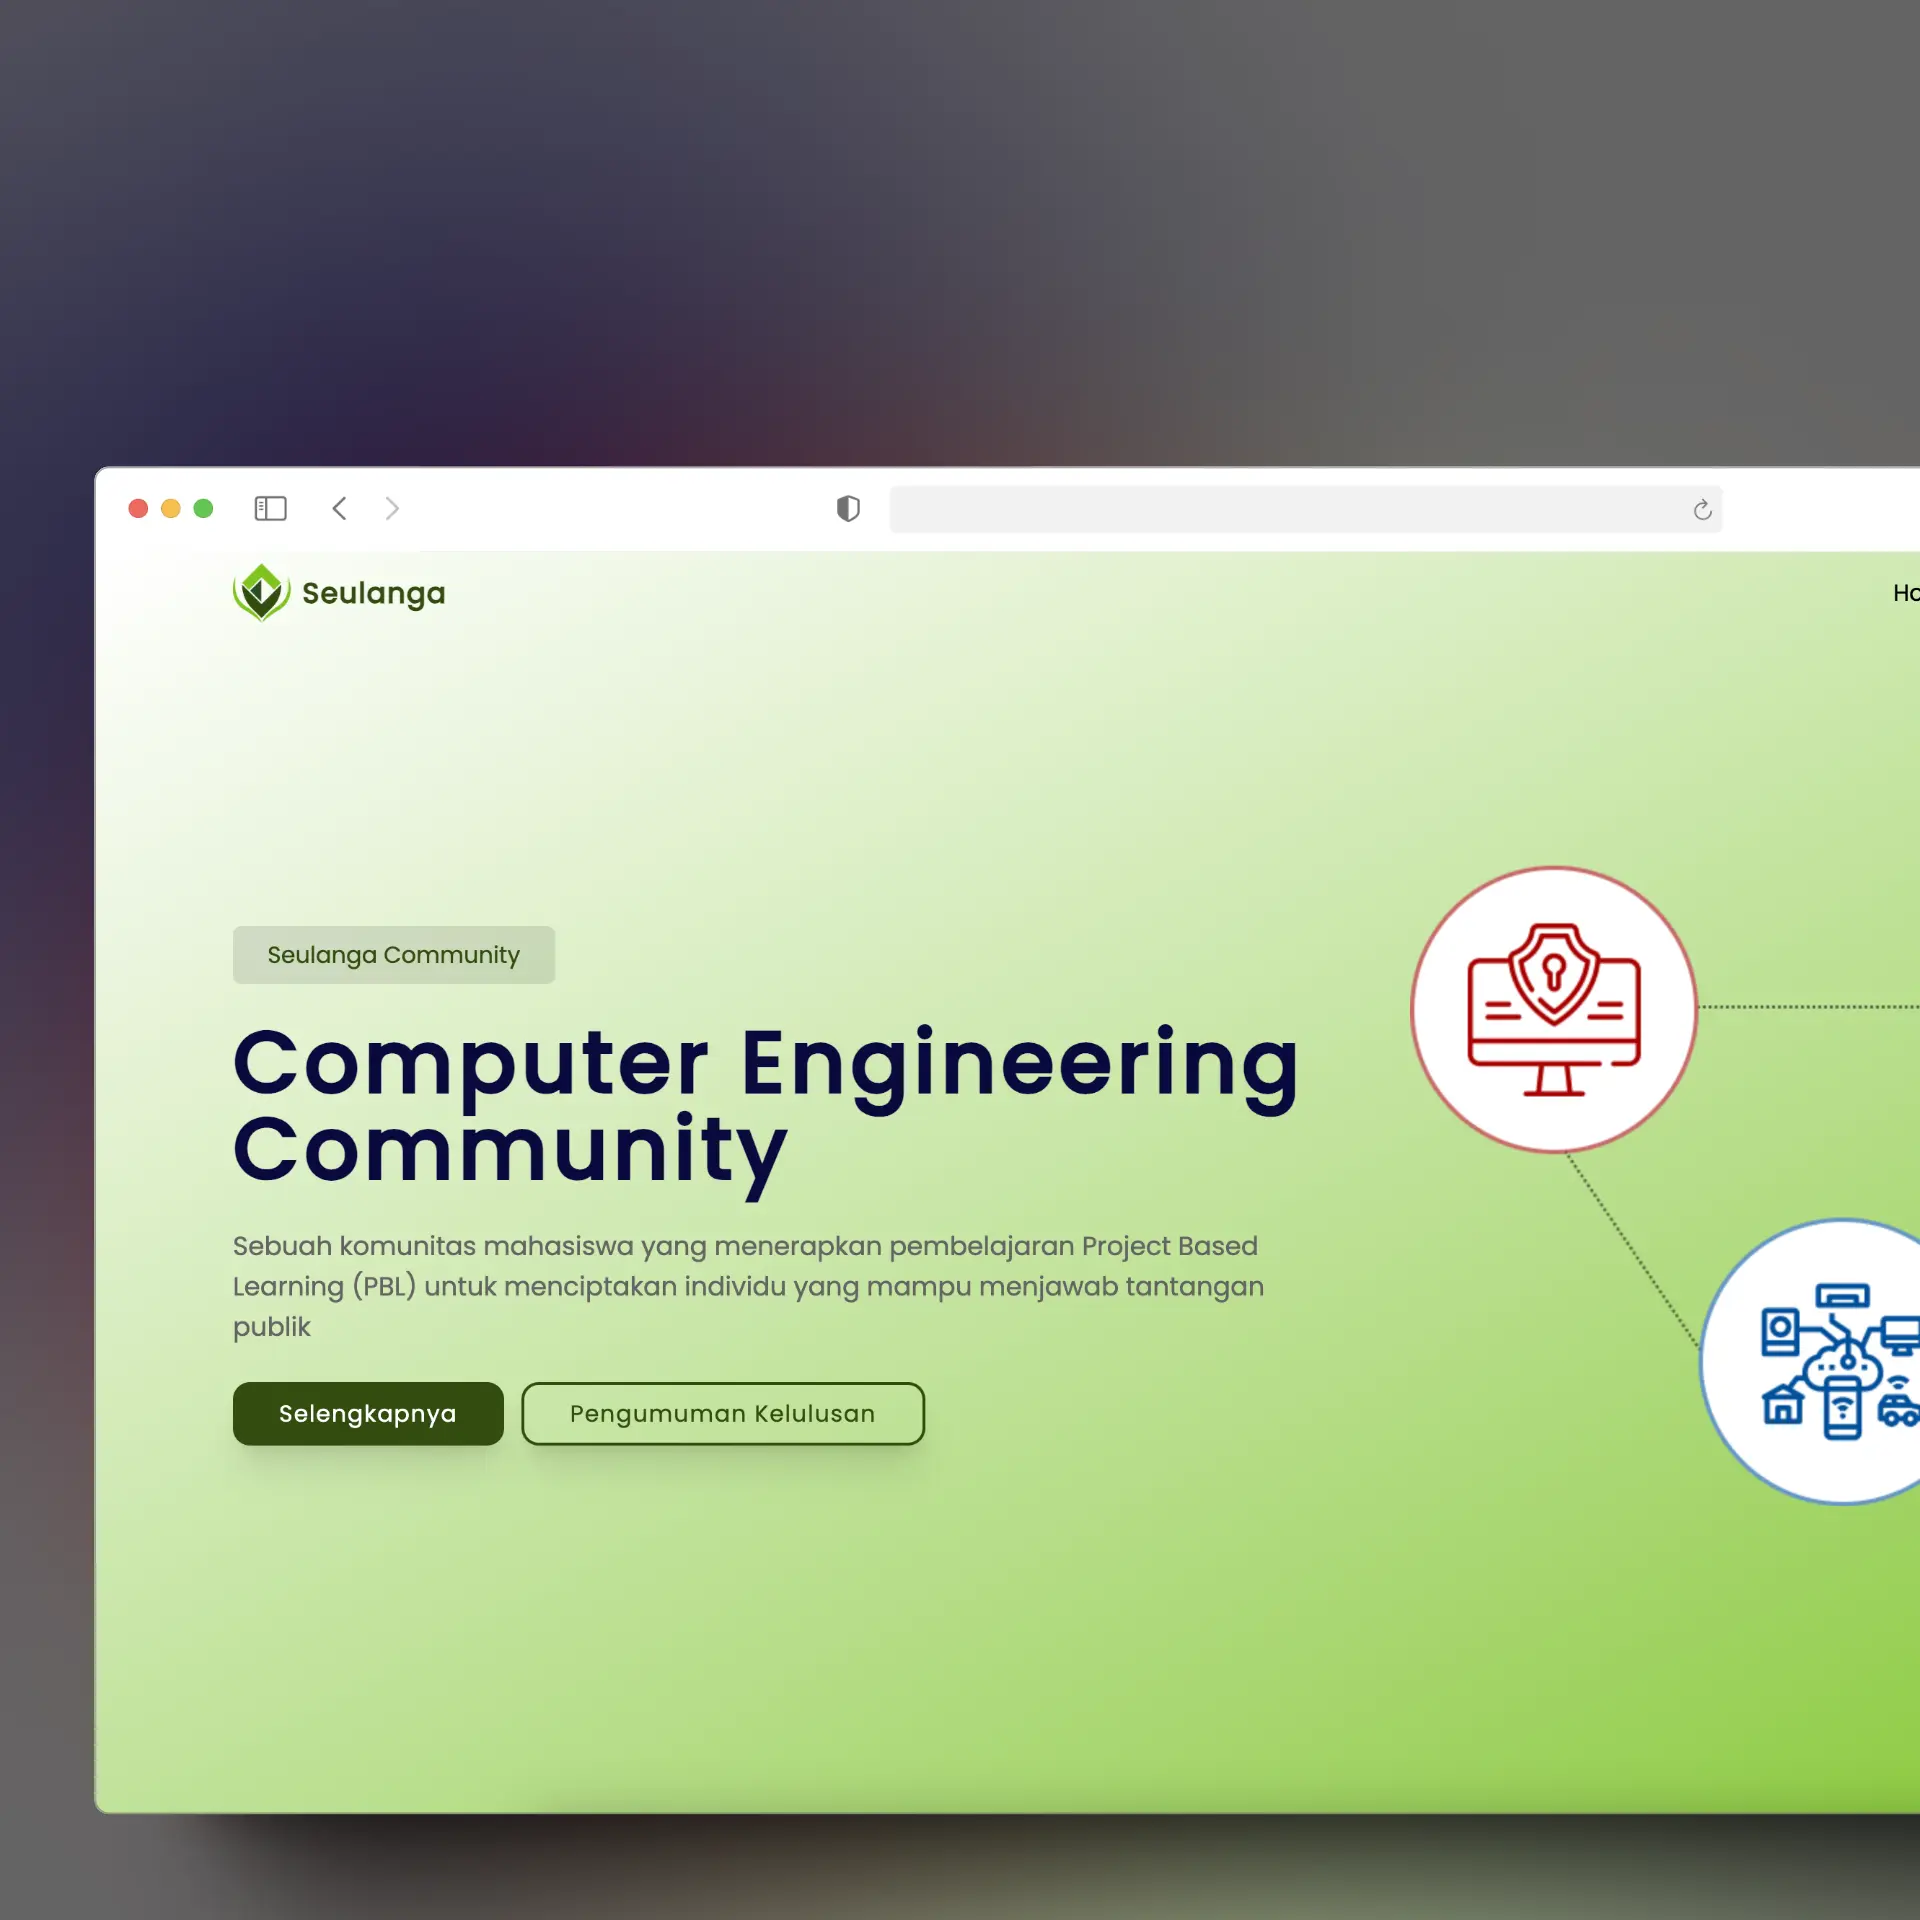 Seulanga
Ho
Seulanga Community
Computer Engineering
Community
Sebuah komunitas mahasiswa yang menerapkan pembelajaran Project Based
Learning (PBL) untuk menciptakan individu yang mampu menjawab tantangan
publik
Selengkapnya
Pengumuman Kelulusan